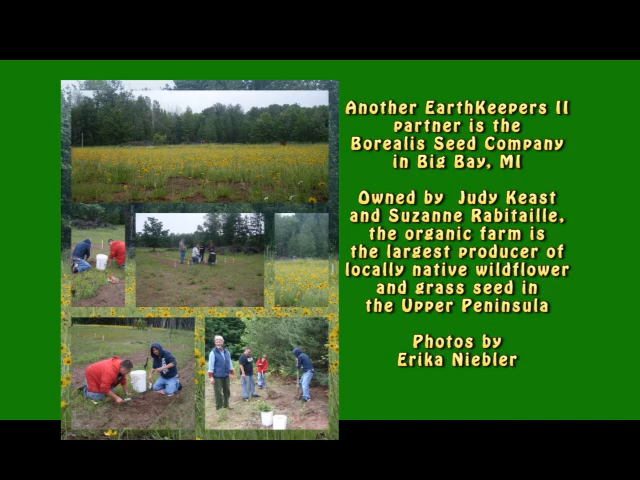 Another EarthKeepers II
partner is the
Borealis Seed Company
in Big Bay, MI
Owned by Judy Keast
and Suzanne Rabitaille,
the organic farm is
the largest producer of
locally native wildflower
and grass seed in
the Upper Peninsula
Photos by
Erika Niebler